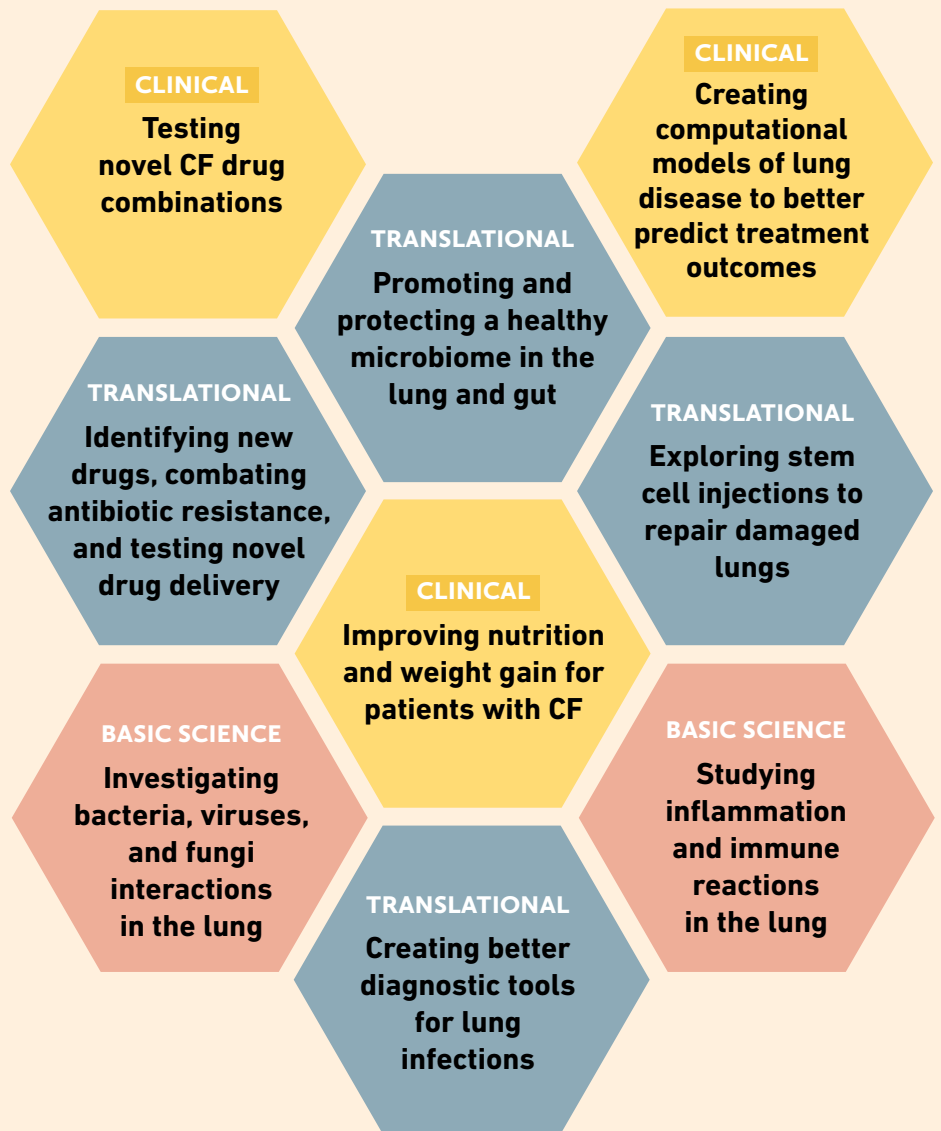 CLINICAL
Testing
novel CF drug
combinations
CLINICAL
Creating
computational
models of lung
disease to better
predict treatment
outcomes
TRANSLATIONAL
Promoting and
protecting a healthy
microbiome in the
lung and gut
TRANSLATIONAL
Identifying new
drugs, combating
antibiotic resistance,
and testing novel
drug delivery
TRANSLATIONAL
Exploring stem
cell injections to
repair damaged
lungs
CLINICAL
Improving nutrition
and weight gain for
patients with CF
BASIC SCIENCE
Investigating
bacteria, viruses,
and fungi
interactions
in the lung
BASIC SCIENCE
Studying
inflammation
and immune
reactions
in the lung
TRANSLATIONAL
Creating better
diagnostic tools
for lung
infections